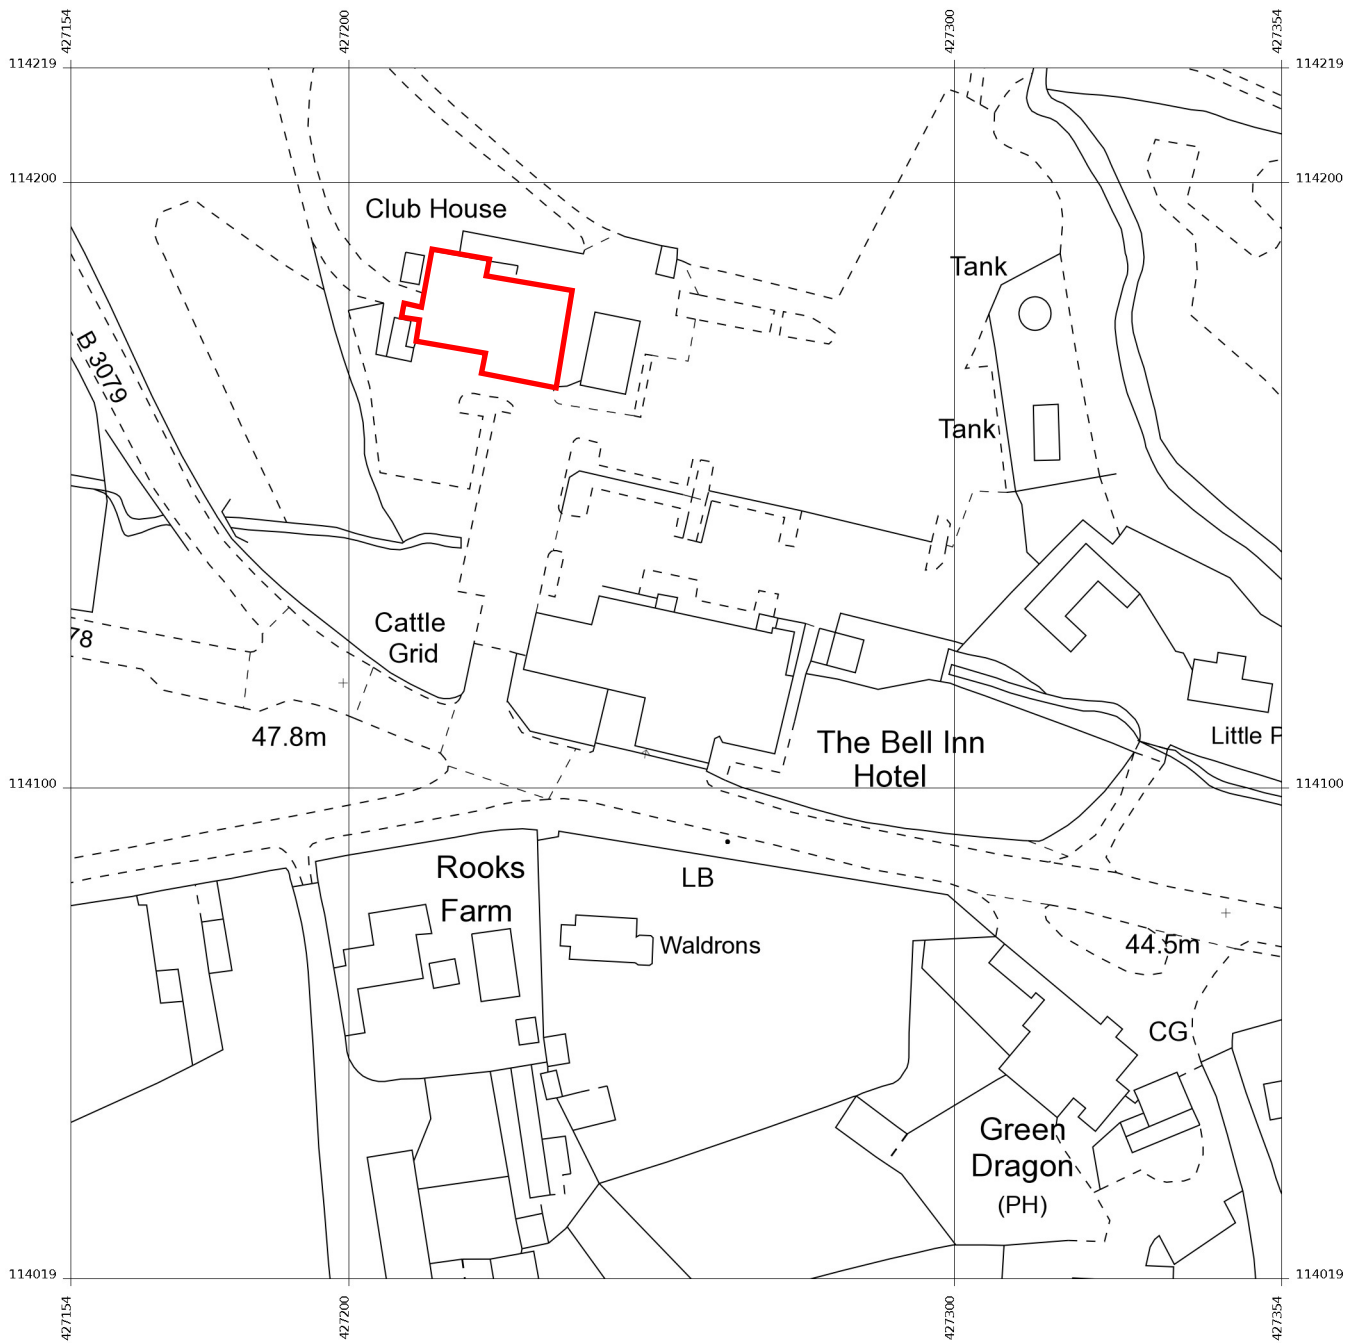 427154
427200
427300
427354
114219
114219
114200
114200
Club House
Tank
B 3079
Tank
Cattle
Grid
78
47.8m
The Bell Inn
Hotel
Little P
114100
114100
Rooks
Farm
LB
Waldrons
44.5m
CG
Green
Dragon
(PH)
114019
114019
427154
427200
427300
427354